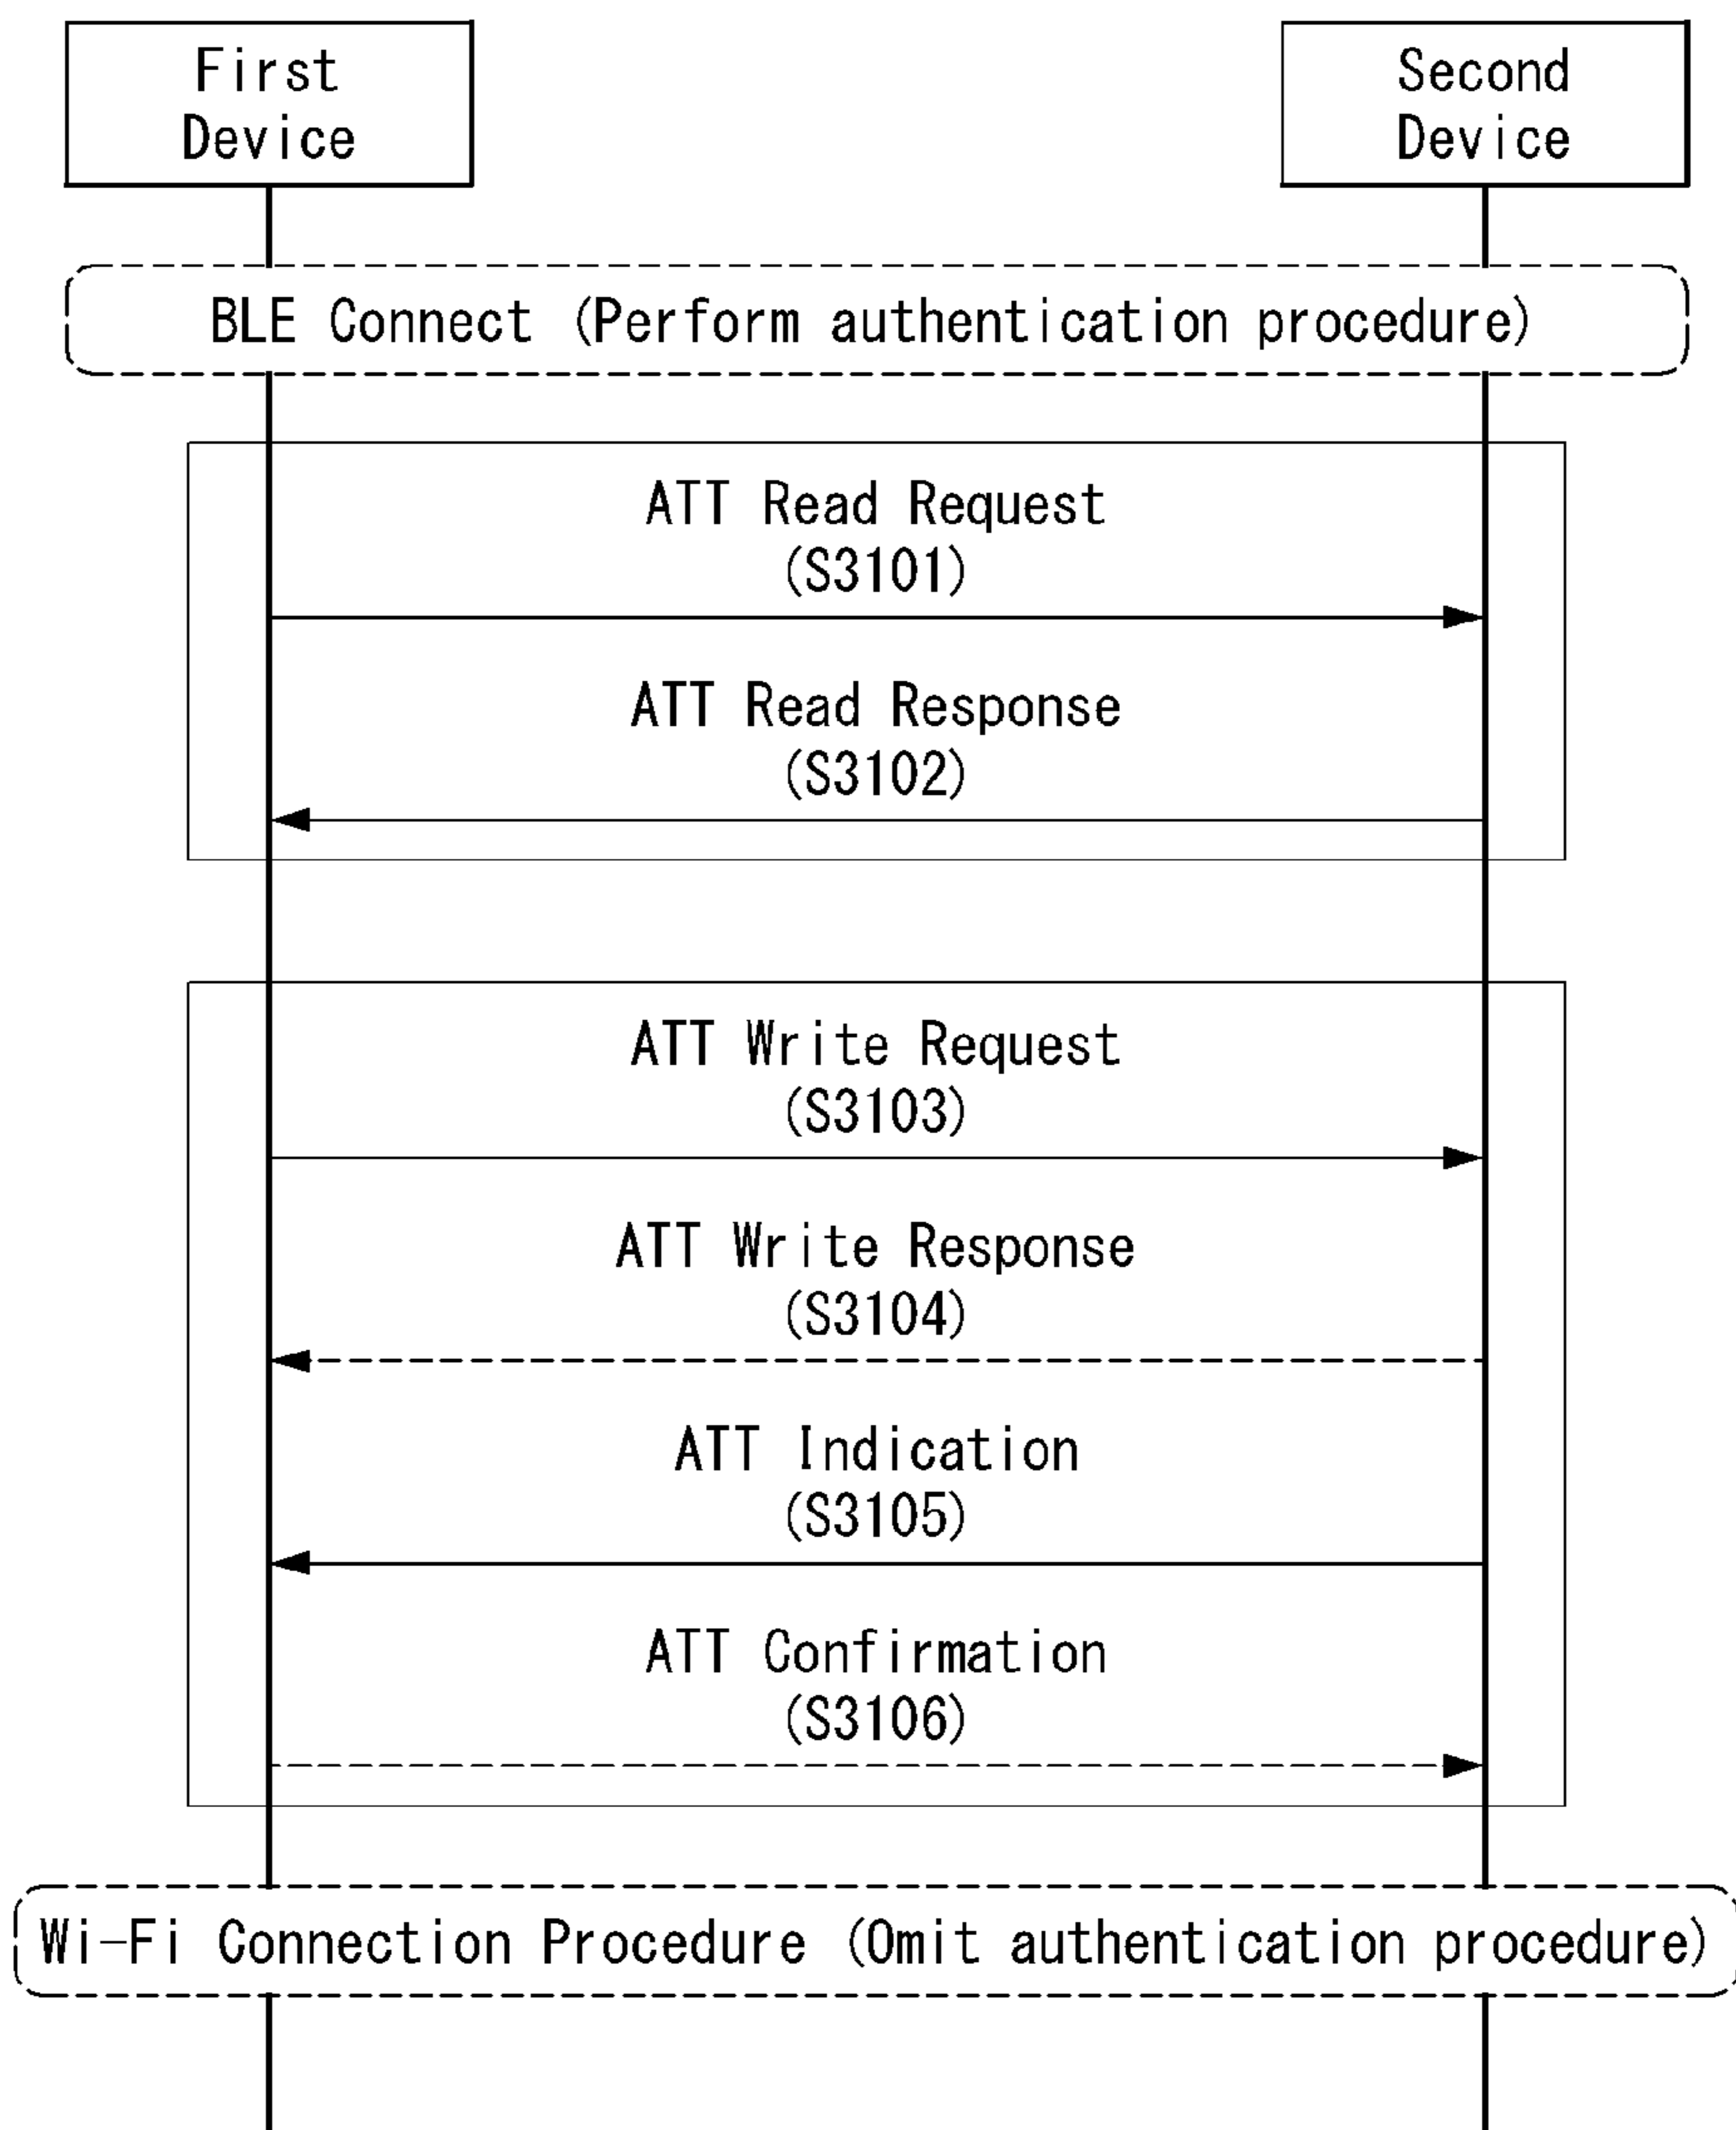 First
Device
Second
Device
BLE Connect (Perform authentication procedure)
ATT Read Request
(S3101)
ATT Read Response
(S3102)
ATT Write Request
(S3103)
ATT Write Response
(S3104)
ATT Indication
(S3105)
ATT Confirmation
(S3106)
Wi-Fi Connection Procedure (Omit authentication procedure)